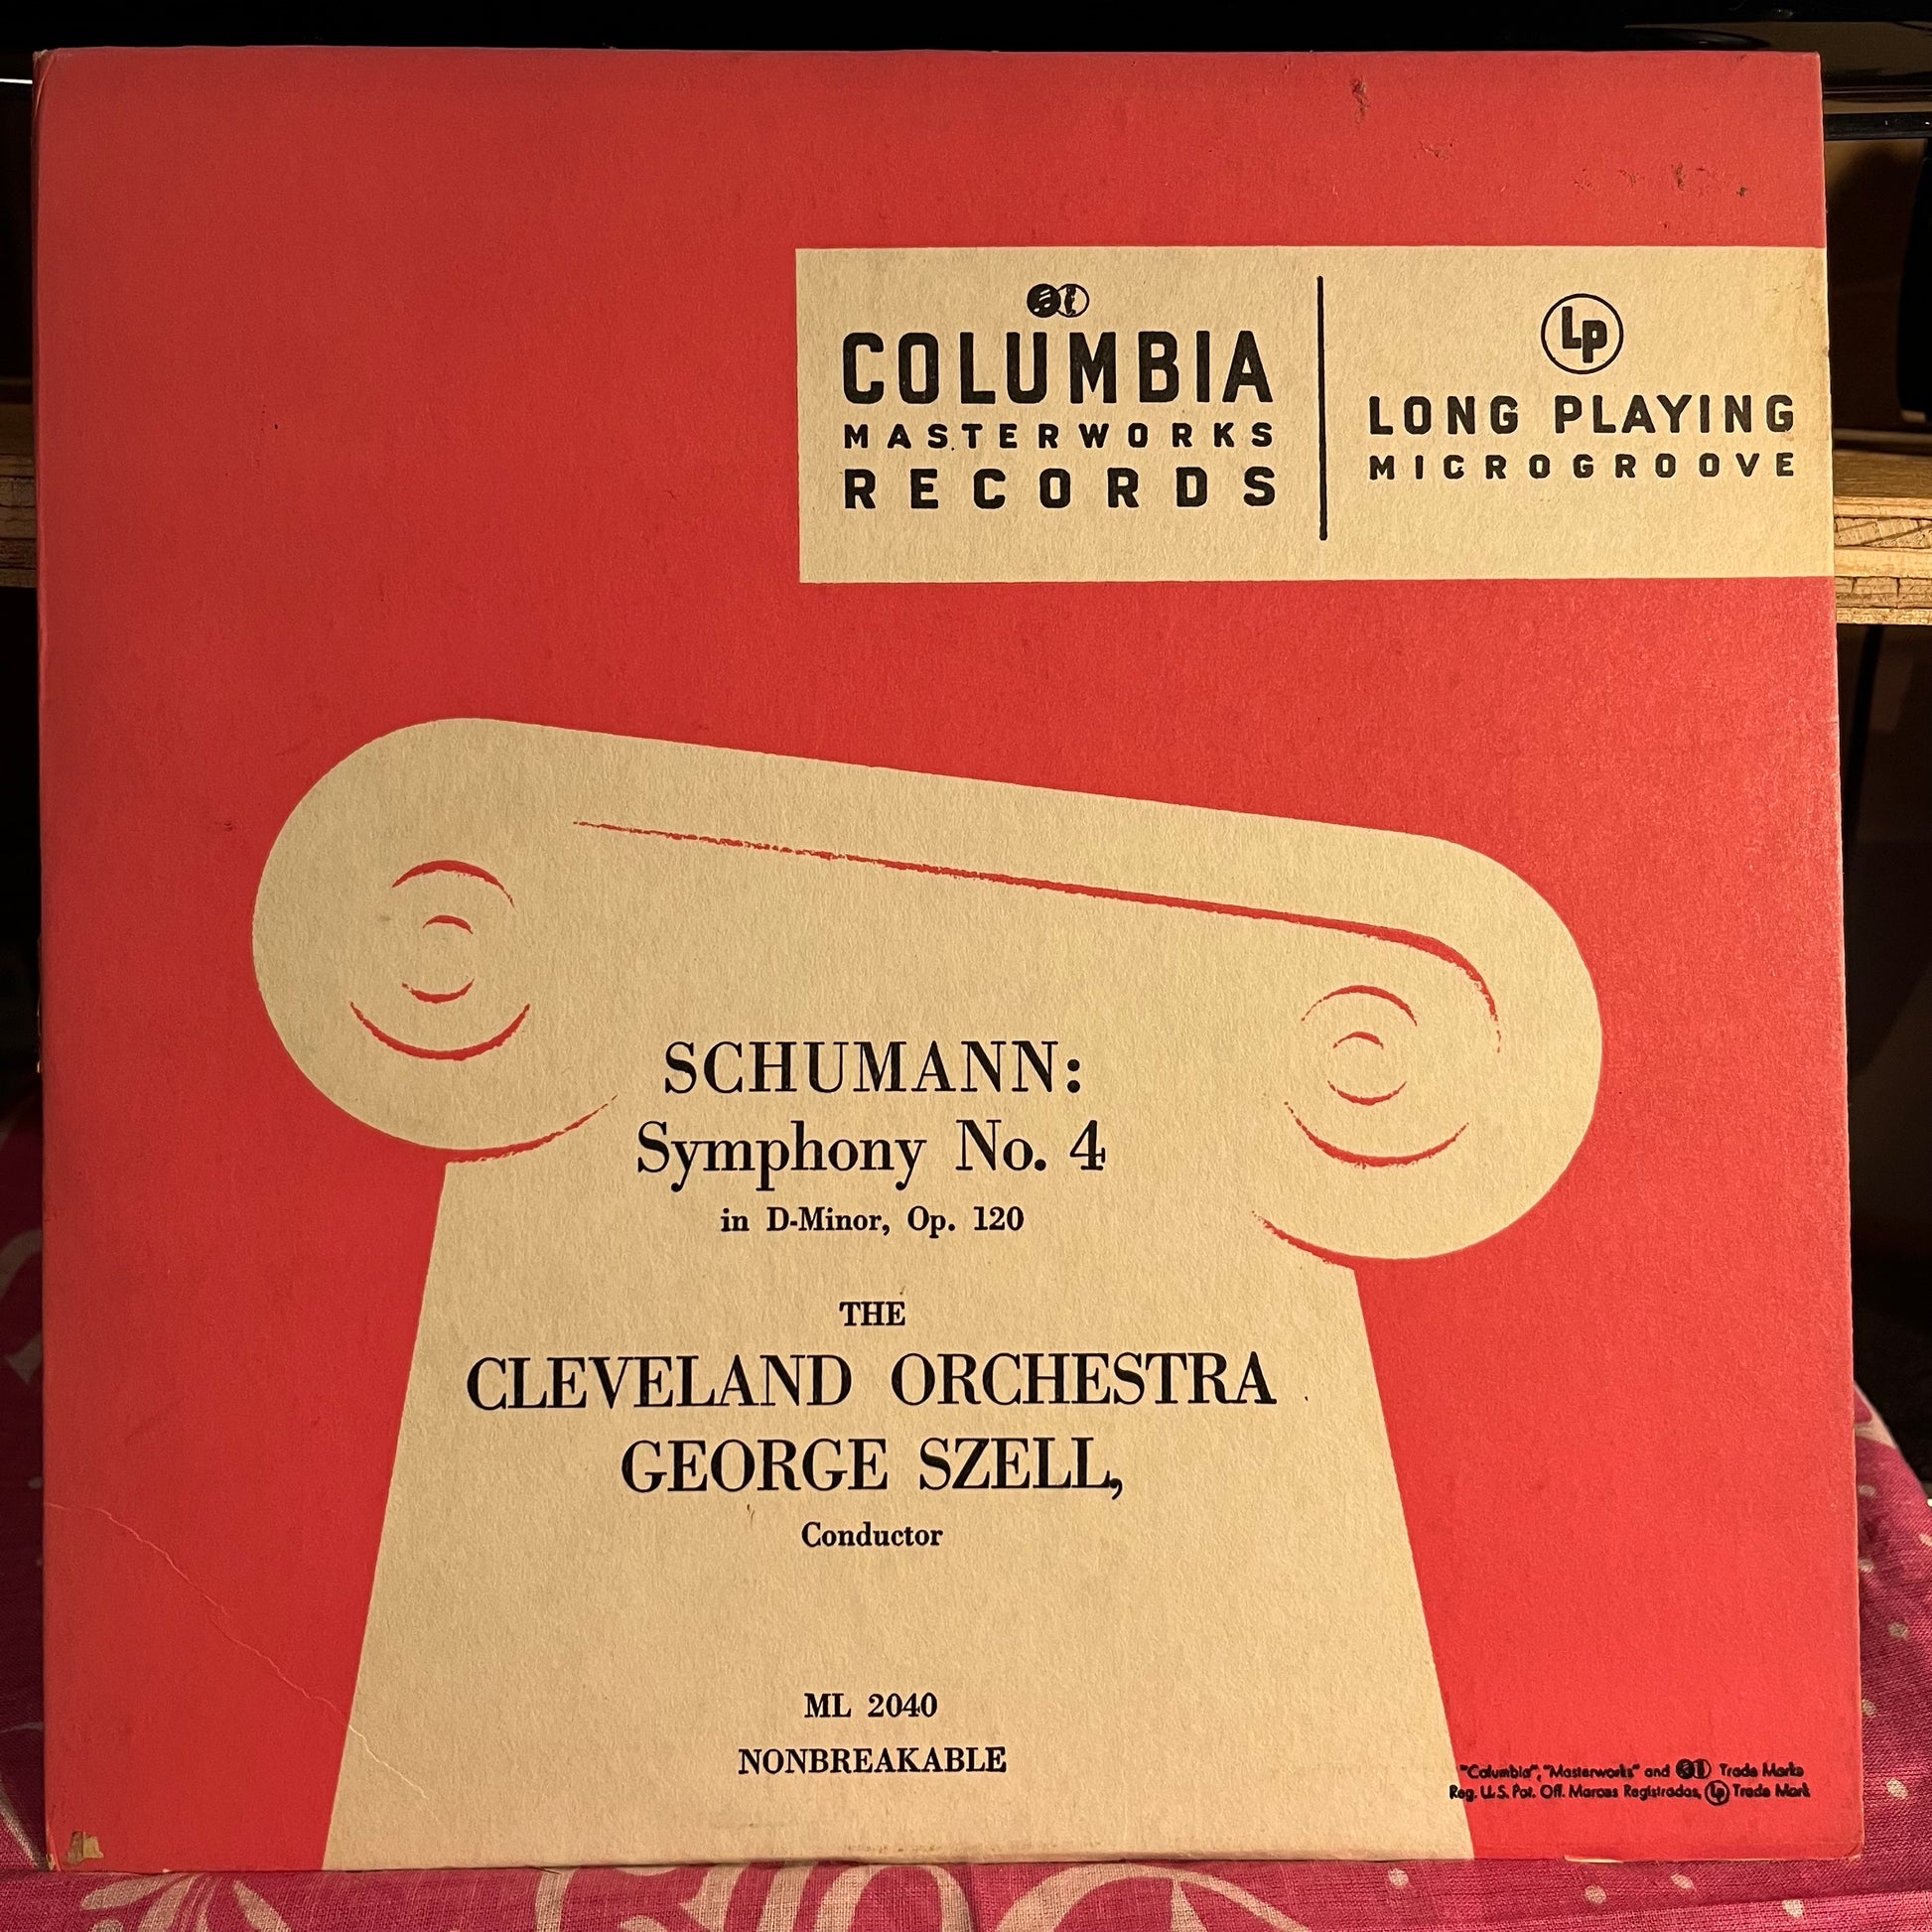 COLUMBIA
MASTERWORKS
RECORDS
Lp
LONG PLAYING
MICROGROOVE
SCHUMANN:
Symphony No. 4
in D-Minor, Op. 120
THE
CLEVELAND ORCHESTRA
GEORGE SZELL,
Conductor
ML 2040
NONBREAKABLE
"Columbia", "Masterworks" and Trade Marks
Reg. U.S. Pat. Off. Marcas Registradas, Lp Trade Mark